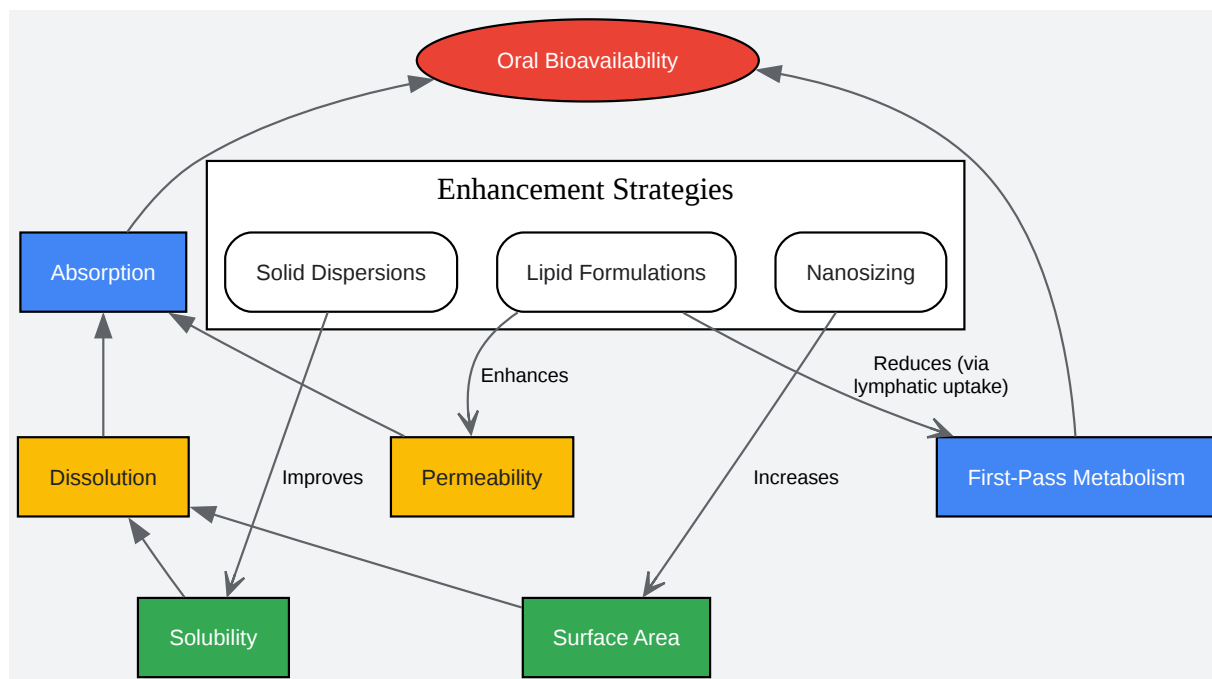 Oral Bioavailability
Enhancement Strategies
Absorption
Solid Dispersions
Lipid Formulations
Nanosizing
Reduces (via
lymphatic uptake)
Enhances
Dissolution
Improves
Permeability
Increases
First-Pass Metabolism
Solubility
Surface Area